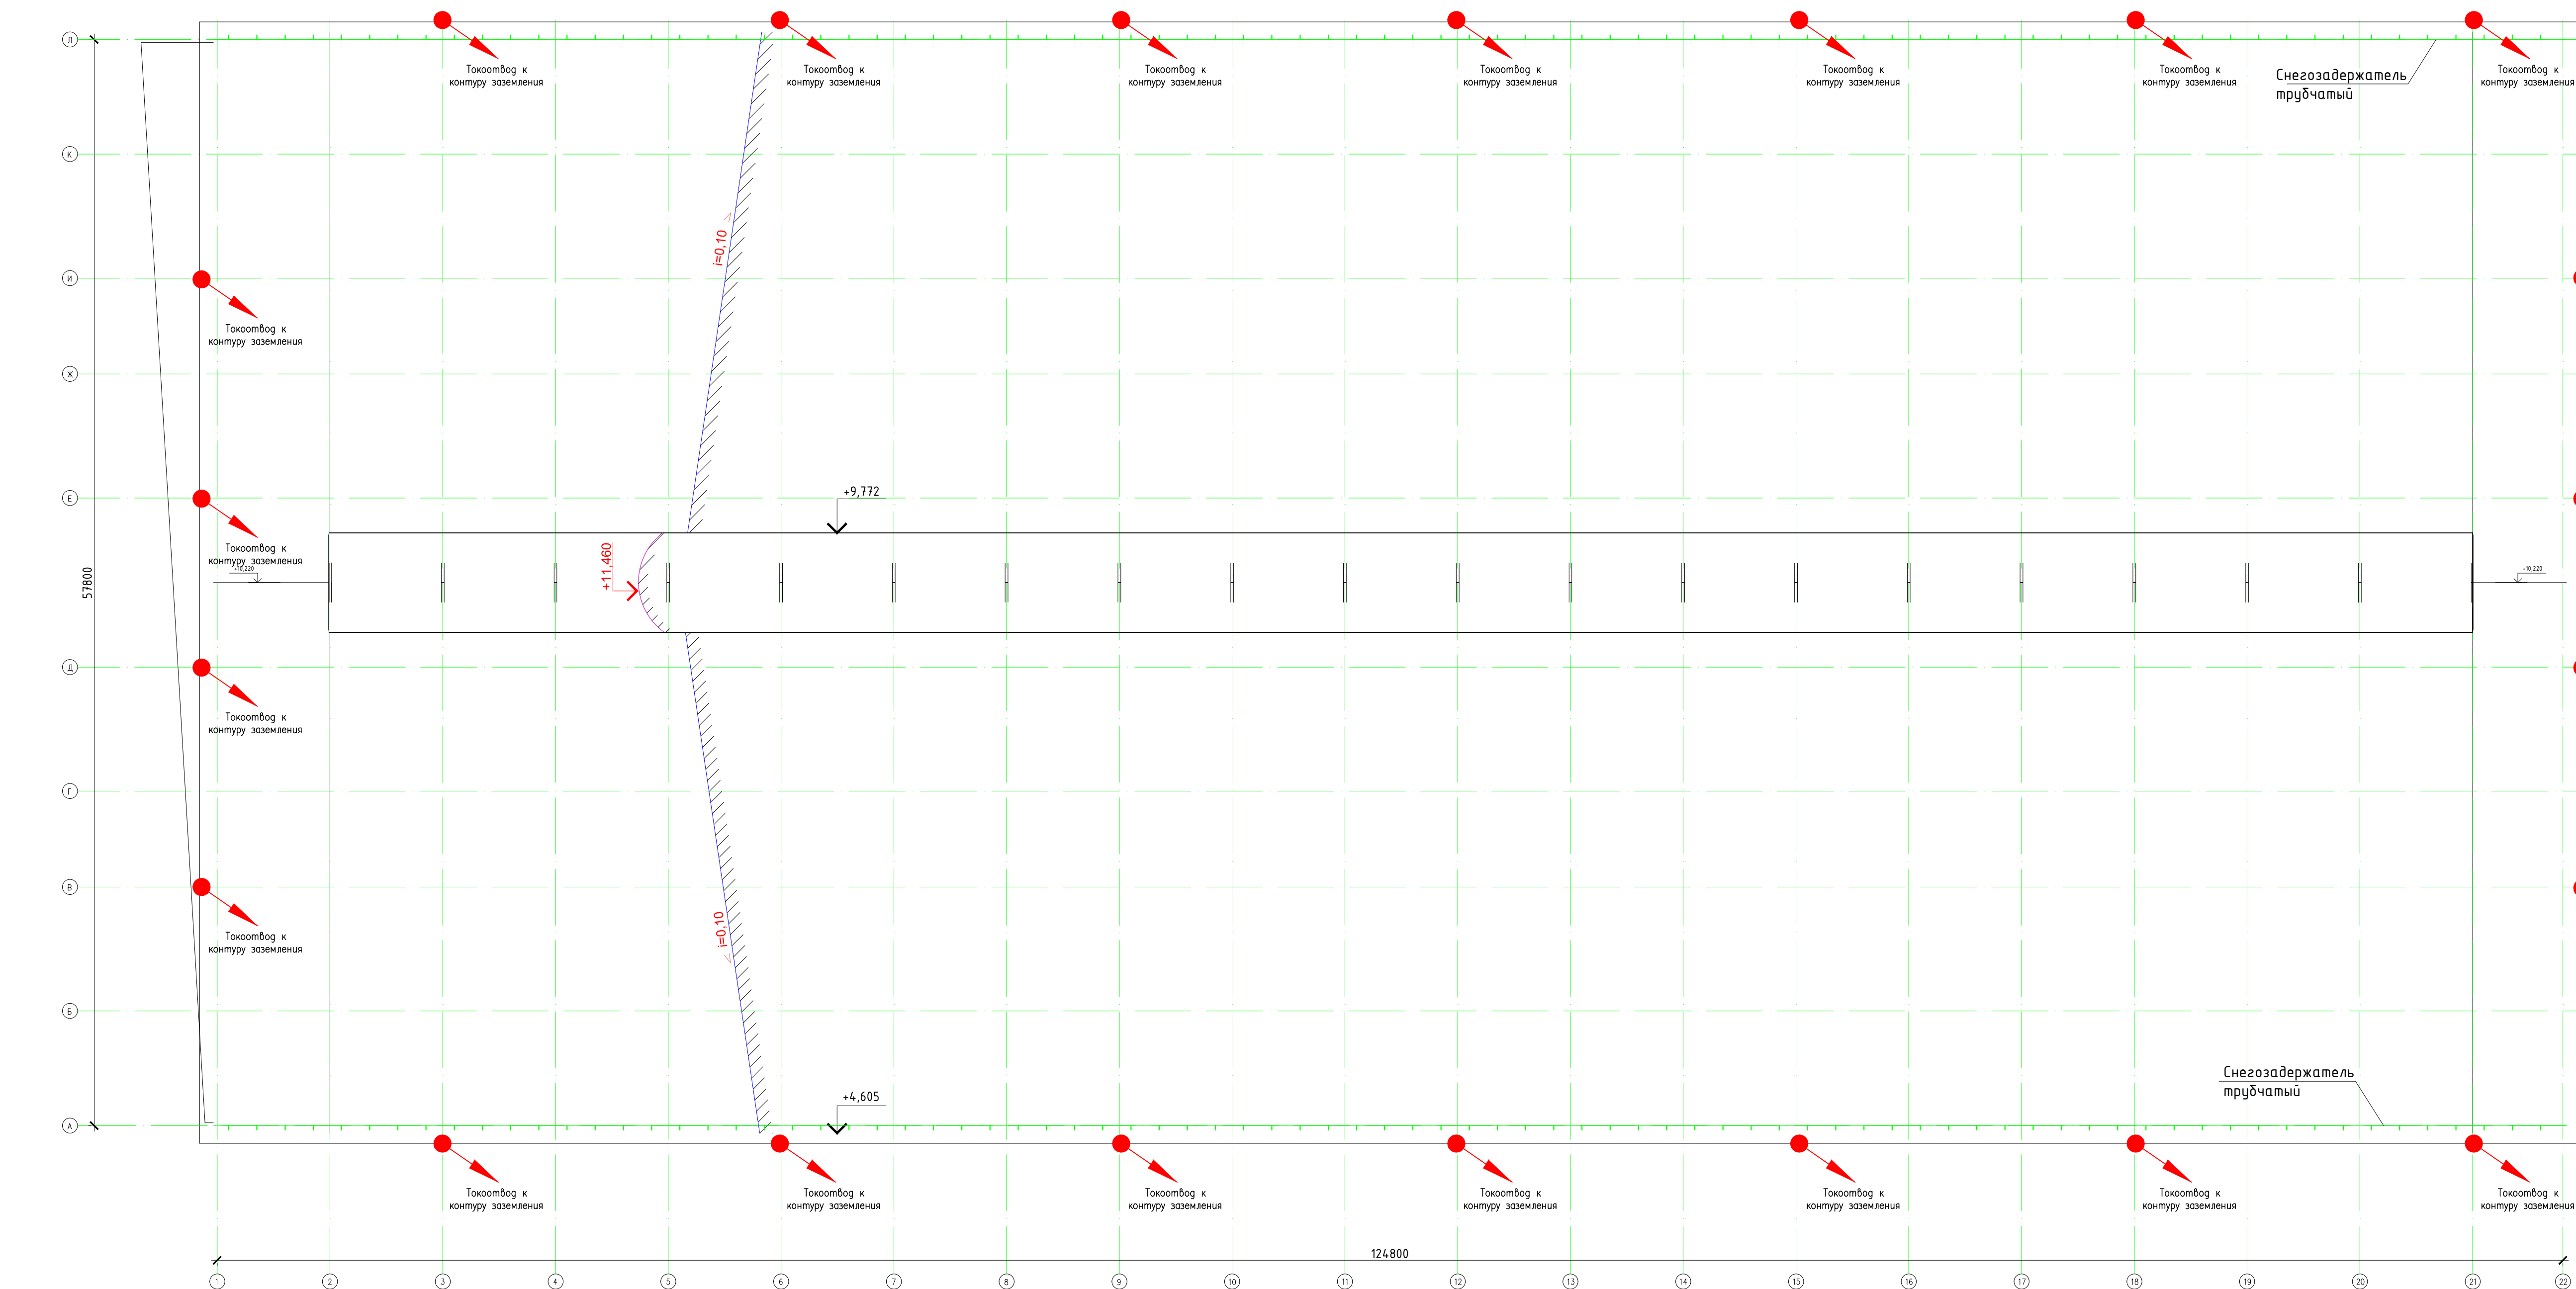 Л
Токоотвод к
контуру заземления
Токоотвод к
контуру заземления
Токоотвод к
контуру заземления
Токоотвод к
контуру заземления
Токоотвод к
контуру заземления
Токоотвод к
контуру заземления
Снегозадержатель
трубчатый
Токоотвод к
контуру заземления
К
i=0,10
И
Токоотвод к
контуру заземления
Ж
Е
+9,772
Токоотвод к
контуру заземления
+10,220
+11,460
+10,220
57800
Д
Токоотвод к
контуру заземления
Г
В
i=0,10
Токоотвод к
контуру заземления
Б
Снегозадержатель
трубчатый
+4,605
А
Токоотвод к
контуру заземления
Токоотвод к
контуру заземления
Токоотвод к
контуру заземления
Токоотвод к
контуру заземления
Токоотвод к
контуру заземления
Токоотвод к
контуру заземления
Токоотвод к
контуру заземления
124800
1 2 3 4 5 6 7 8 9 10 11 12 13 14 15 16 17 18 19 20 21 22